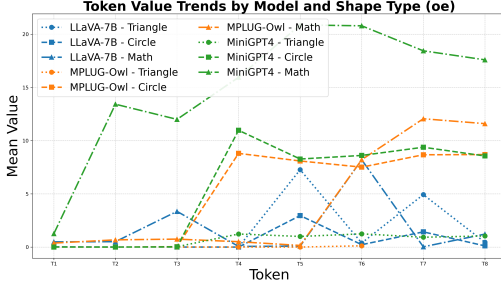 Token Value Trends by Model and Shape Type (oe)
LLaVA-7B - Triangle
LLaVA-7B - Circle
LLaVA-7B - Math
MPLUG-Owl - Triangle
MPLUG-Owl - Circle
MPLUG-Owl - Math
MiniGPT4 - Triangle
MiniGPT4 - Circle
MiniGPT4 - Math
Mean Value
20
15
10
5
0
T1 T2 T3 T4 T5 T6 T7 T8
Token